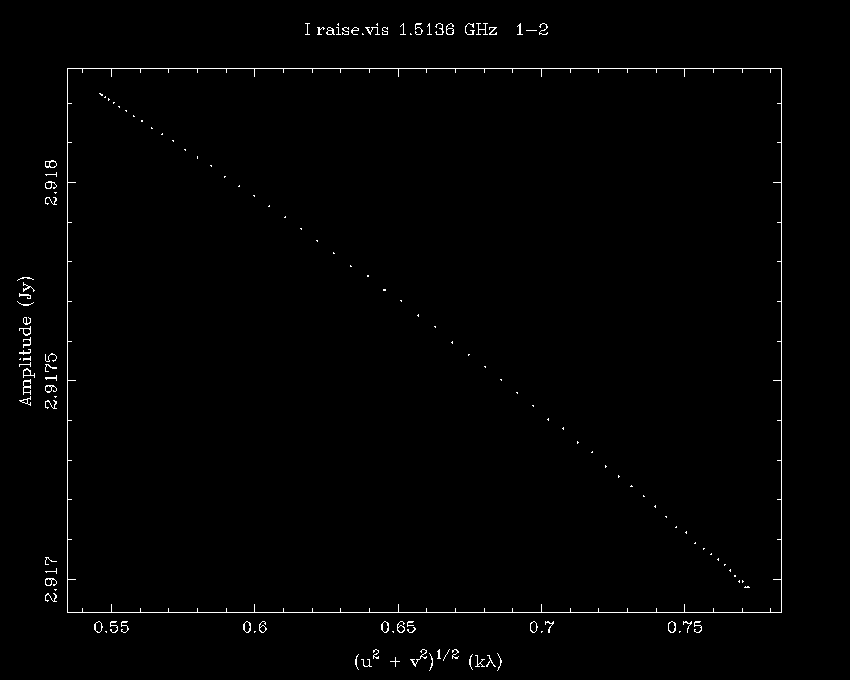 I raise.vis 1.5136 GHz 1−2
2.918
2.9175
2.917
Amplitude (Jy)
0.55 0.6 0.65 0.7 0.75
(u² + v²)¹/² (kλ)